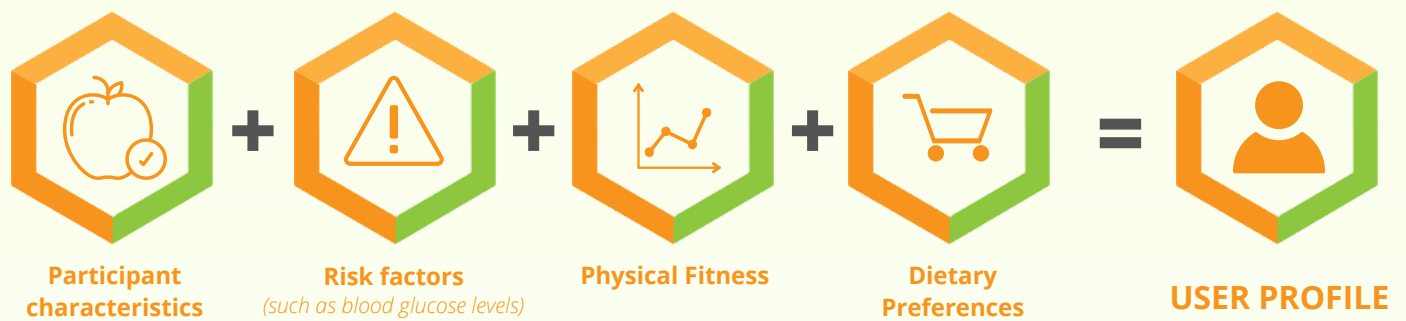 Participant
characteristics
Risk factors
(such as blood glucose levels)
Physical Fitness
Dietary
Preferences
USER PROFILE